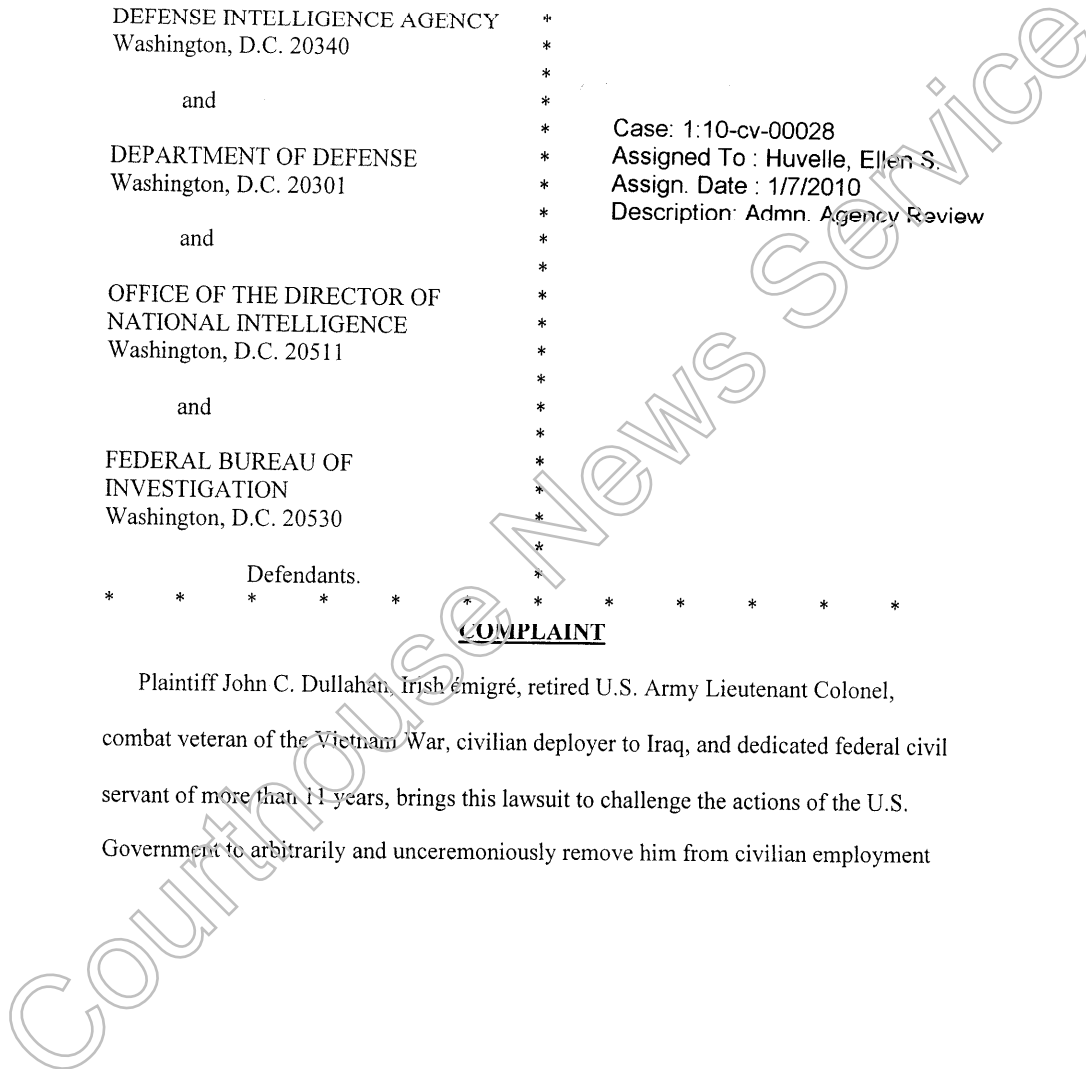 DEFENSE INTELLIGENCE AGENCY *
Washington, D.C. 20340 *
*
and *
*
DEPARTMENT OF DEFENSE *
Washington, D.C. 20301 *
*
and *
*
OFFICE OF THE DIRECTOR OF *
NATIONAL INTELLIGENCE *
Washington, D.C. 20511 *
*
and *
*
FEDERAL BUREAU OF *
INVESTIGATION *
Washington, D.C. 20530 *
*
Defendants. *
* * * * * * * * * * * *
Case: 1:10-cv-00028
Assigned To : Huvelle, Ellen S.
Assign. Date : 1/7/2010
Description: Admn. Agency Review
COMPLAINT
Plaintiff John C. Dullahan, Irish émigré, retired U.S. Army Lieutenant Colonel,
combat veteran of the Vietnam War, civilian deployer to Iraq, and dedicated federal civil
servant of more than 11 years, brings this lawsuit to challenge the actions of the U.S.
Government to arbitrarily and unceremoniously remove him from civilian employment
Courthouse News Service